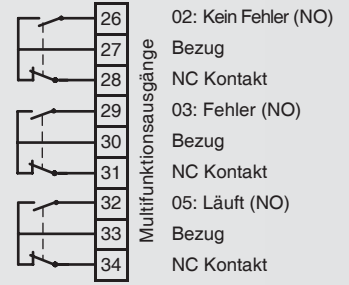 26 02: Kein Fehler (NO)
27 Bezug
28 NC Kontakt
29 03: Fehler (NO)
30 Bezug
31 NC Kontakt
32 05: Läuft (NO)
33 Bezug
34 NC Kontakt
Multifunktionsausgänge